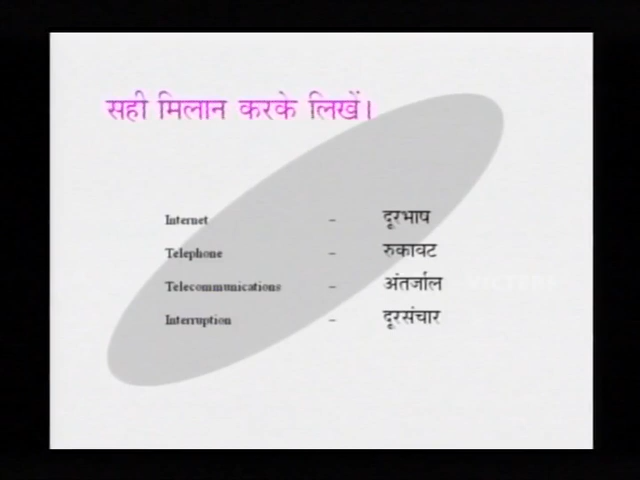 सही मिलान करके लिखें।
Internet – दूरभाष
Telephone – रुकावट
Telecommunications – अंतर्जाल
Interruption – दूरसंचार